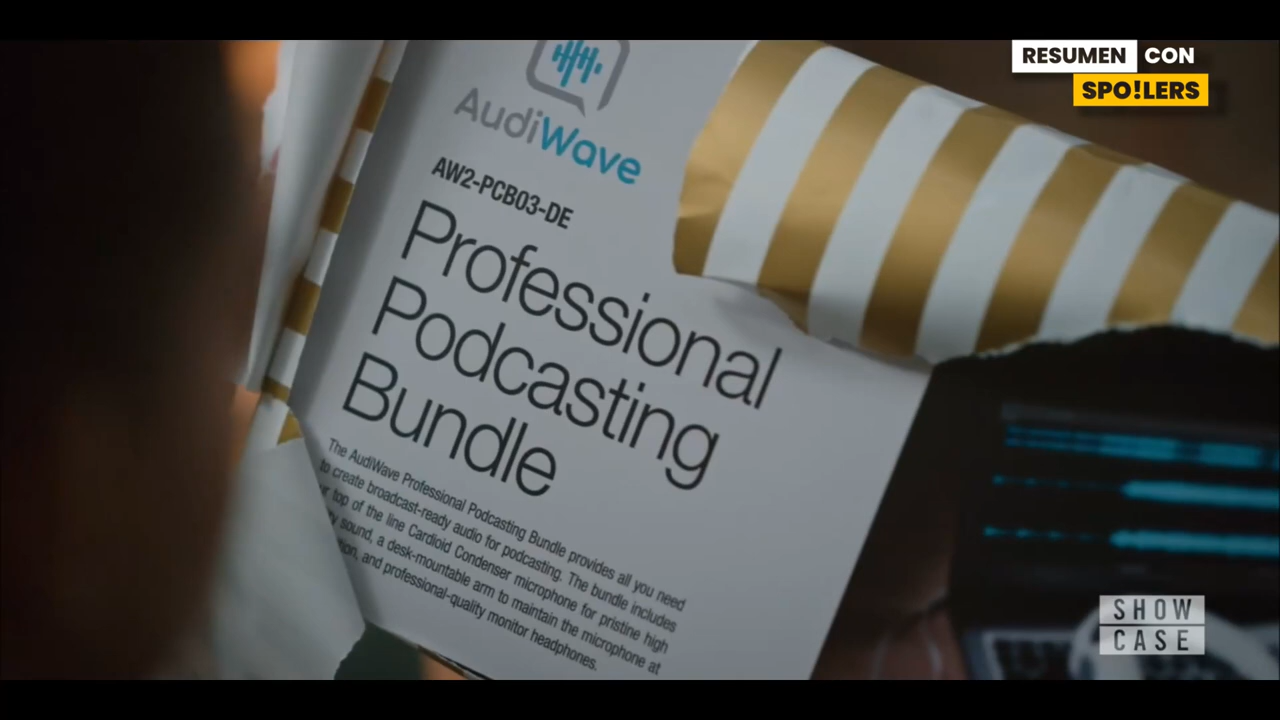 RESUMEN CON
SPO!LERS
AudiWave
AW2-PCB03-DE
Professional
Podcasting
Bundle
The AudiWave Professional Podcasting Bundle provides all you need
to create broadcast-ready audio for podcasting. The bundle includes
top of the line Cardioid Condenser microphone for pristine high
sound, a desk-mountable arm to maintain the microphone at
and professional-quality monitor headphones.
SHOW
CASE